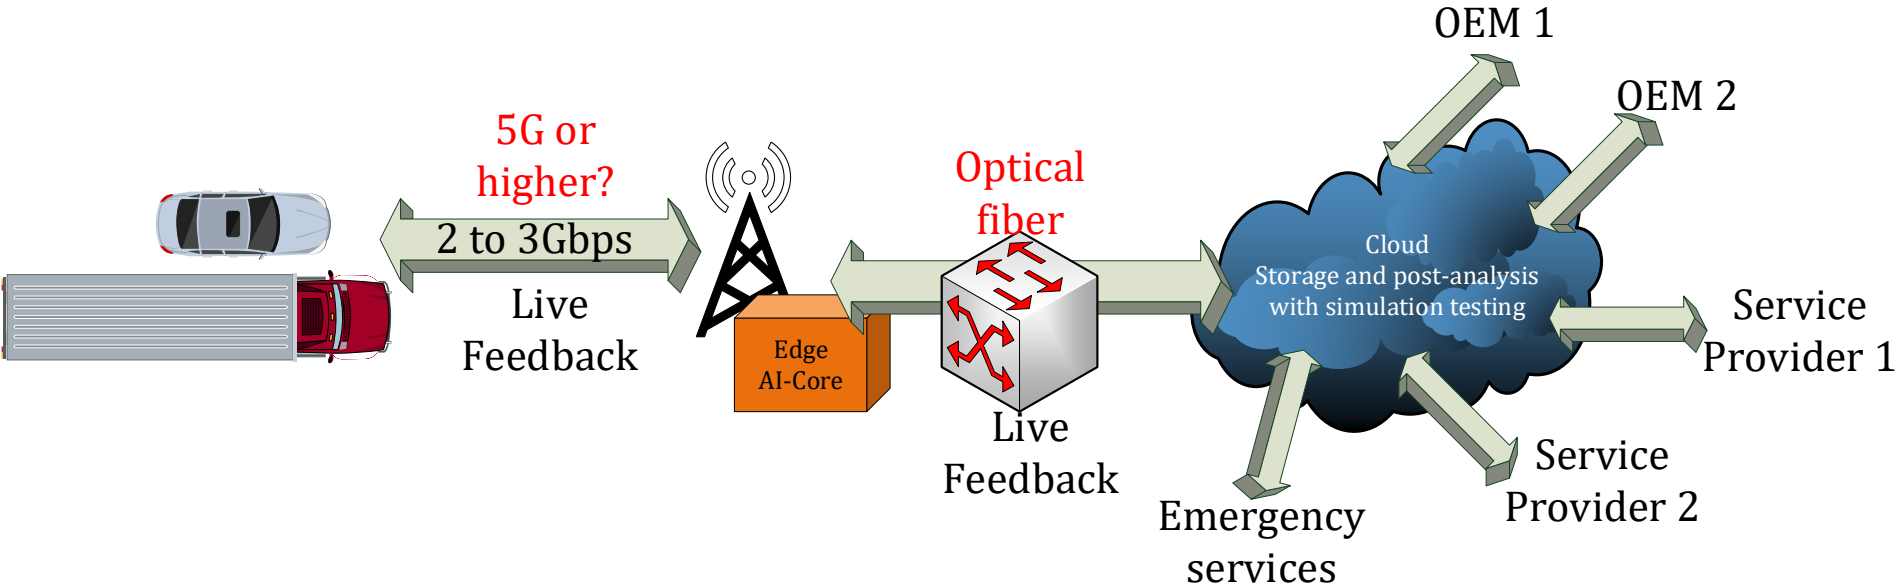 5G or
higher?
2 to 3Gbps
Live
Feedback
Edge
AI-Core
Optical
fiber
Live
Feedback
Cloud
Storage and post-analysis
with simulation testing
OEM 1
OEM 2
Service
Provider 1
Service
Provider 2
Emergency
services